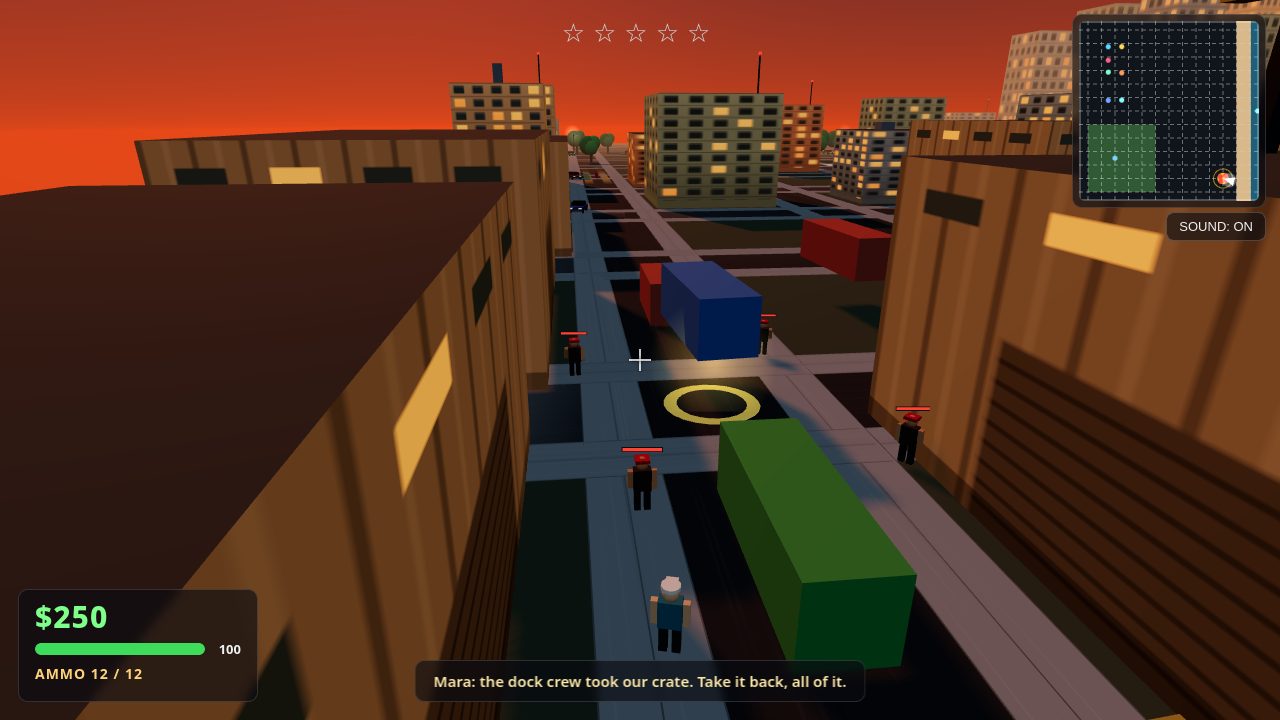 SOUND: ON
$250
100
AMMO 12 / 12
Mara: the dock crew took our crate. Take it back, all of it.